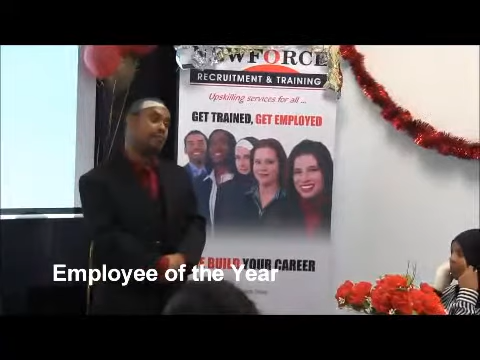 NEWFORCE
RECRUITMENT & TRAINING
Upskilling services for all ...
GET TRAINED, GET EMPLOYED
BUILD YOUR CAREER
Employee of the Year